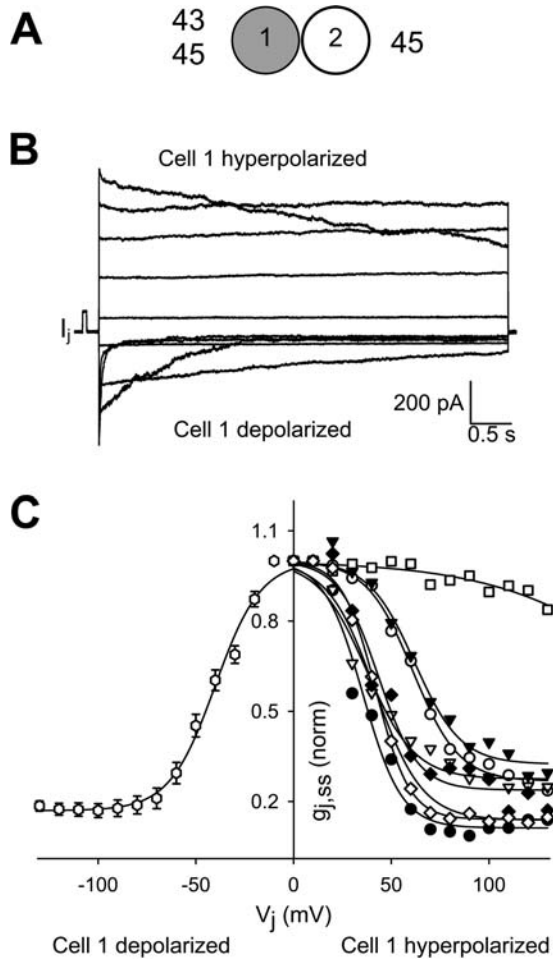 A
43
45
1
2
45
B
Cell 1 hyperpolarized
Ij
200 pA
0.5 s
Cell 1 depolarized
C
1.1
0.8
0.5
0.2
gj,ss (norm)
-100 -50 0 50 100
Vj (mV)
Cell 1 depolarized Cell 1 hyperpolarized